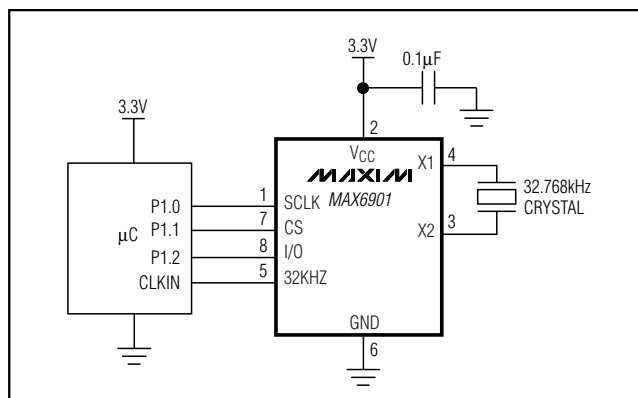 3.3V
0.1µF
3.3V
2
VCC
X1
4
MAXIM
MAX6901
32.768kHz
CRYSTAL
P1.0
1
SCLK
µC
P1.1
7
CS
X2
3
P1.2
8
I/O
CLKIN
5
32KHZ
GND
6